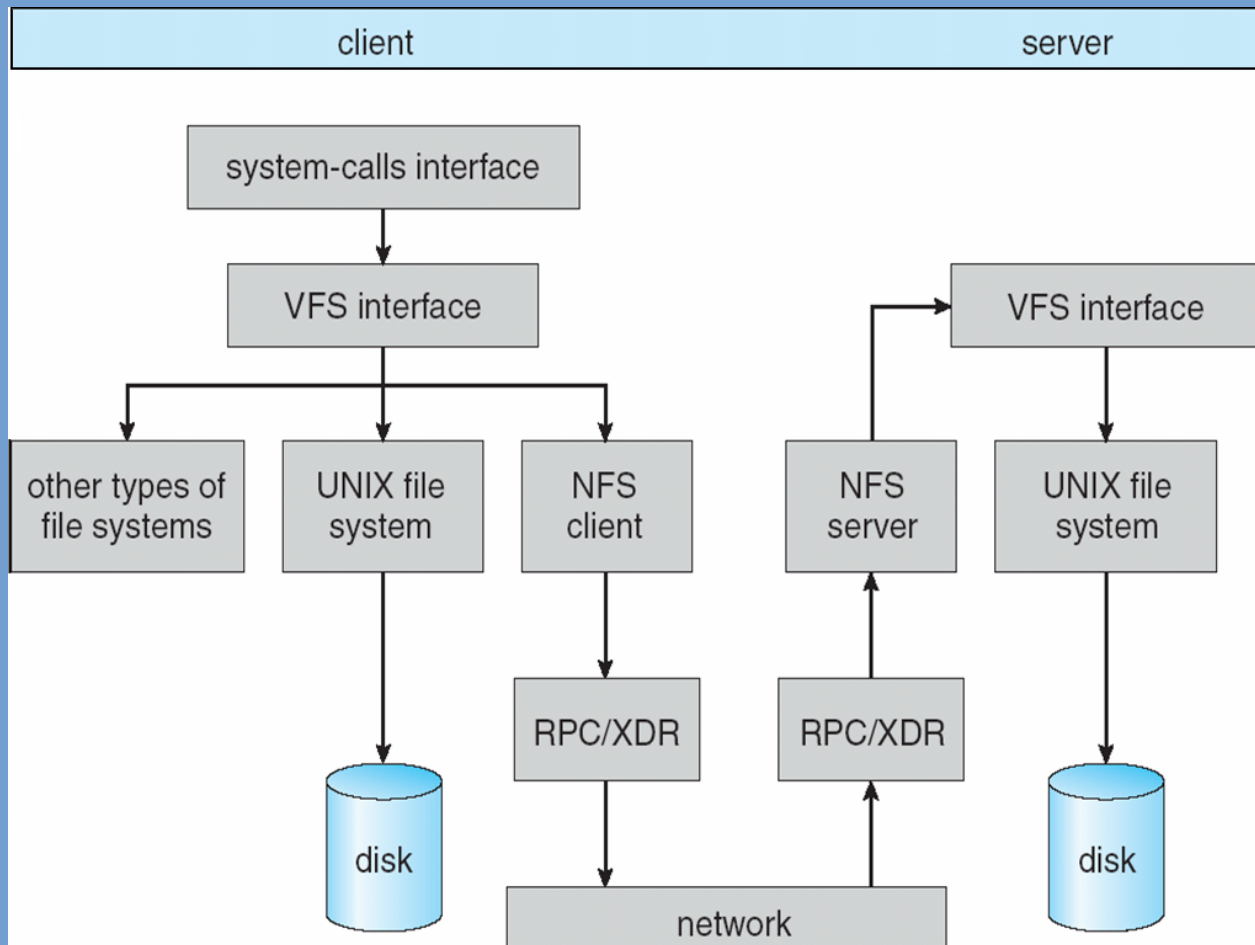 client
server
system-calls interface
VFS interface
VFS interface
other types of
file systems
UNIX file
system
NFS
client
NFS
server
UNIX file
system
RPC/XDR
RPC/XDR
disk
disk
network